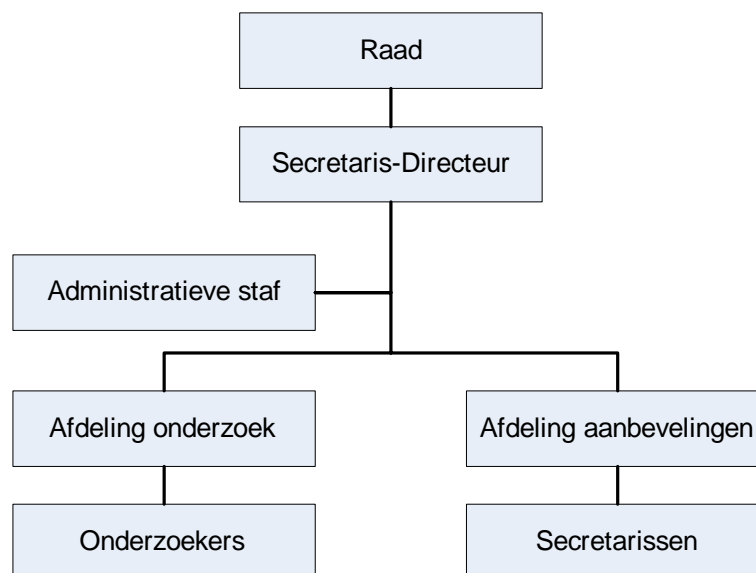 Raad
Secretaris-Directeur
Administratieve staf
Afdeling onderzoek
Afdeling aanbevelingen
Onderzoekers
Secretarissen